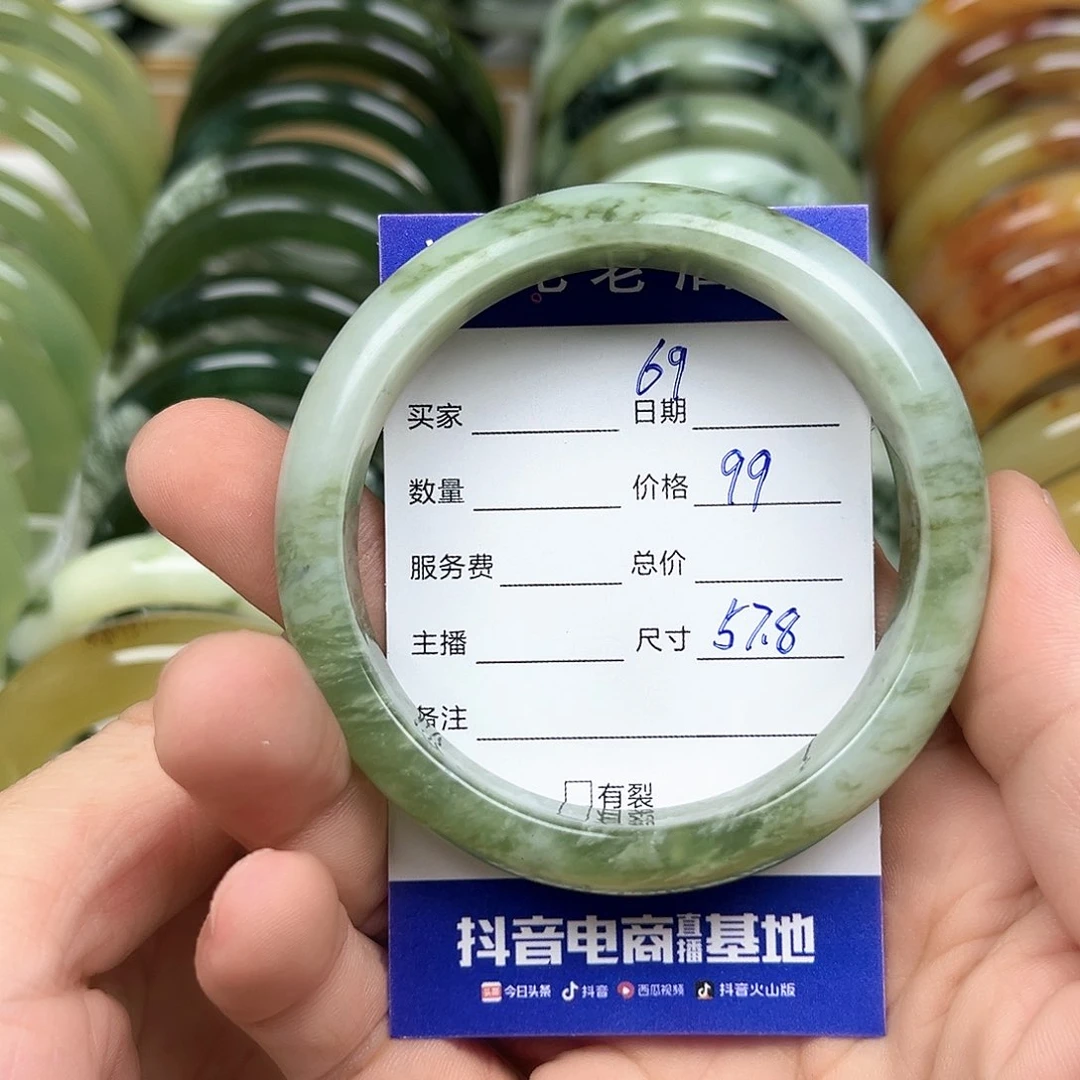 69
买家 日期
数量 价格 99
服务费 总价
主播 尺寸 57.8
备注
有裂
抖音电商直播基地
头条 今日头条 抖音 西瓜视频 抖音火山版